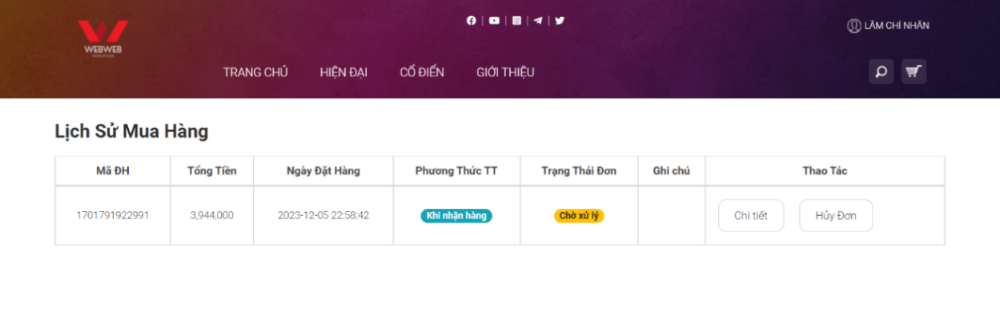 LÂM CHÍ NHÂN
WEBWEB
TRANG CHỦ HIỆN ĐẠI CỔ ĐIỂN GIỚI THIỆU
Lịch Sử Mua Hàng
Mã ĐH Tổng Tiền Ngày Đặt Hàng Phương Thức TT Trạng Thái Đơn Ghi chú Thao Tác
1701791922991 3,944,000 2023-12-05 22:58:42 Khi nhận hàng Chờ xử lý Chi tiết Hủy Đơn